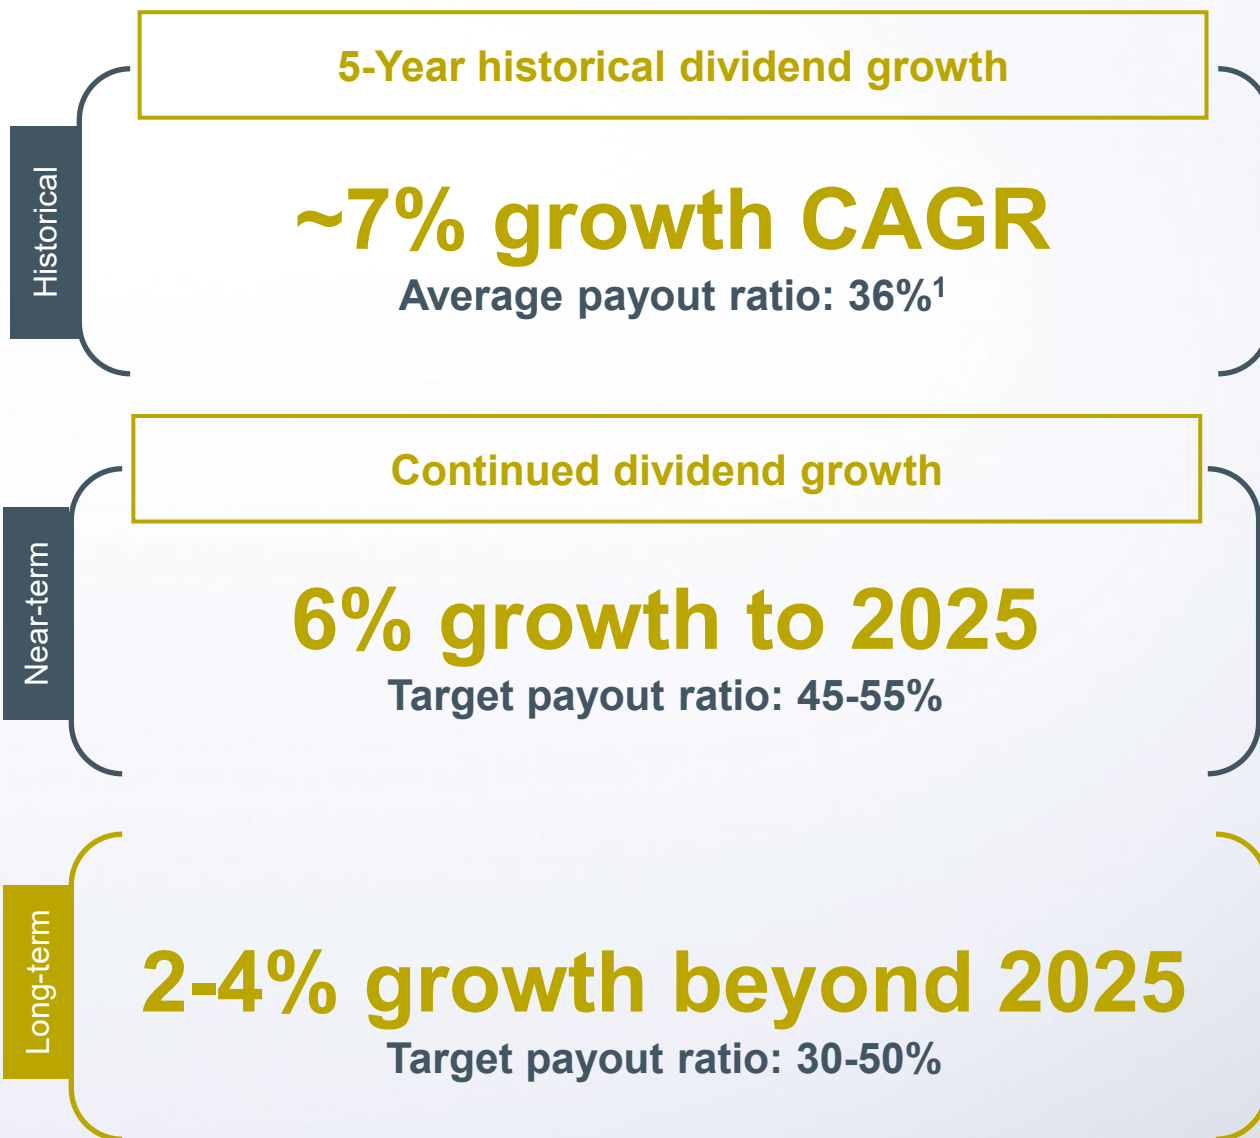 5-Year historical dividend growth
Historical
~7% growth CAGR
Average payout ratio: 36%¹
Continued dividend growth
Near-term
6% growth to 2025
Target payout ratio: 45-55%
Long-term
2-4% growth beyond 2025
Target payout ratio: 30-50%